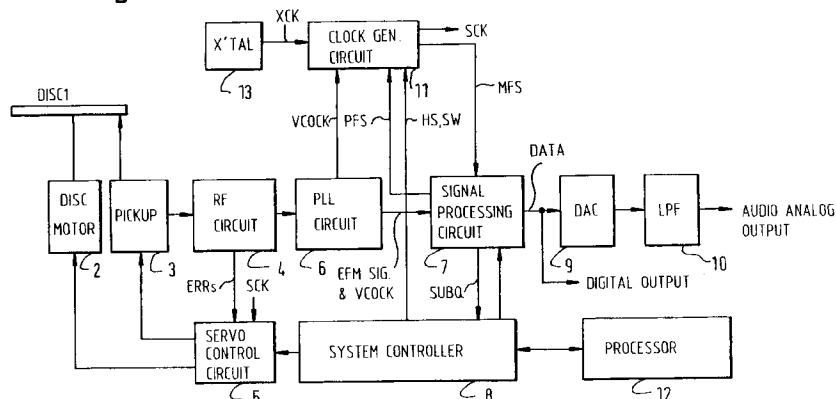 XCK
X'TAL
CLOCK GEN.
CIRCUIT
SCK
13
11
MFS
DISC1
VCOCK
PFS
HS,SW
DATA
DISC
MOTOR
PICKUP
RF
CIRCUIT
PLL
CIRCUIT
SIGNAL
PROCESSING
CIRCUIT
DAC
LPF
AUDIO ANALOG
OUTPUT
2
3
4
6
7
9
10
ERRs
SCK
EFM SIG.
& VCOCK
SUBQ
DIGITAL OUTPUT
SERVO
CONTROL
CIRCUIT
SYSTEM CONTROLLER
PROCESSOR
5
8
12